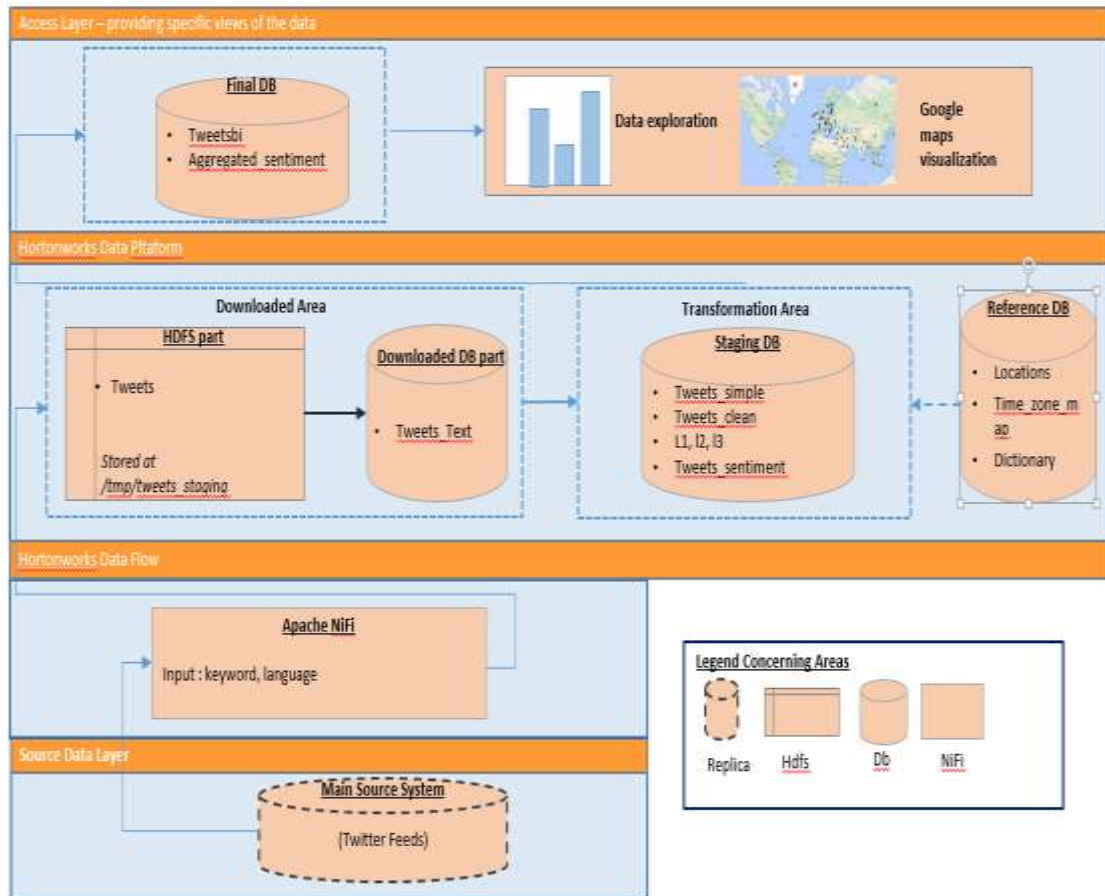 Access Layer – providing specific views of the data
Final DB
• Tweetsbi
• Aggregated_sentiment
Data exploration
Google
maps
visualization
Hortonworks Data Pltaform
Downloaded Area
HDFS part
• Tweets
Stored at
/tmp/tweets_staging
Downloaded DB part
• Tweets_Text
Transformation Area
Staging DB
• Tweets_simple
• Tweets_clean
• L1, l2, l3
• Tweets_sentiment
Reference DB
• Locations
• Time_zone_m
ap
• Dictionary
Hortonworks Data Flow
Apache NiFi
Input : keyword, language
Legend Concerning Areas
Replica
Hdfs
Db
NiFi
Source Data Layer
Main Source System
(Twitter Feeds)